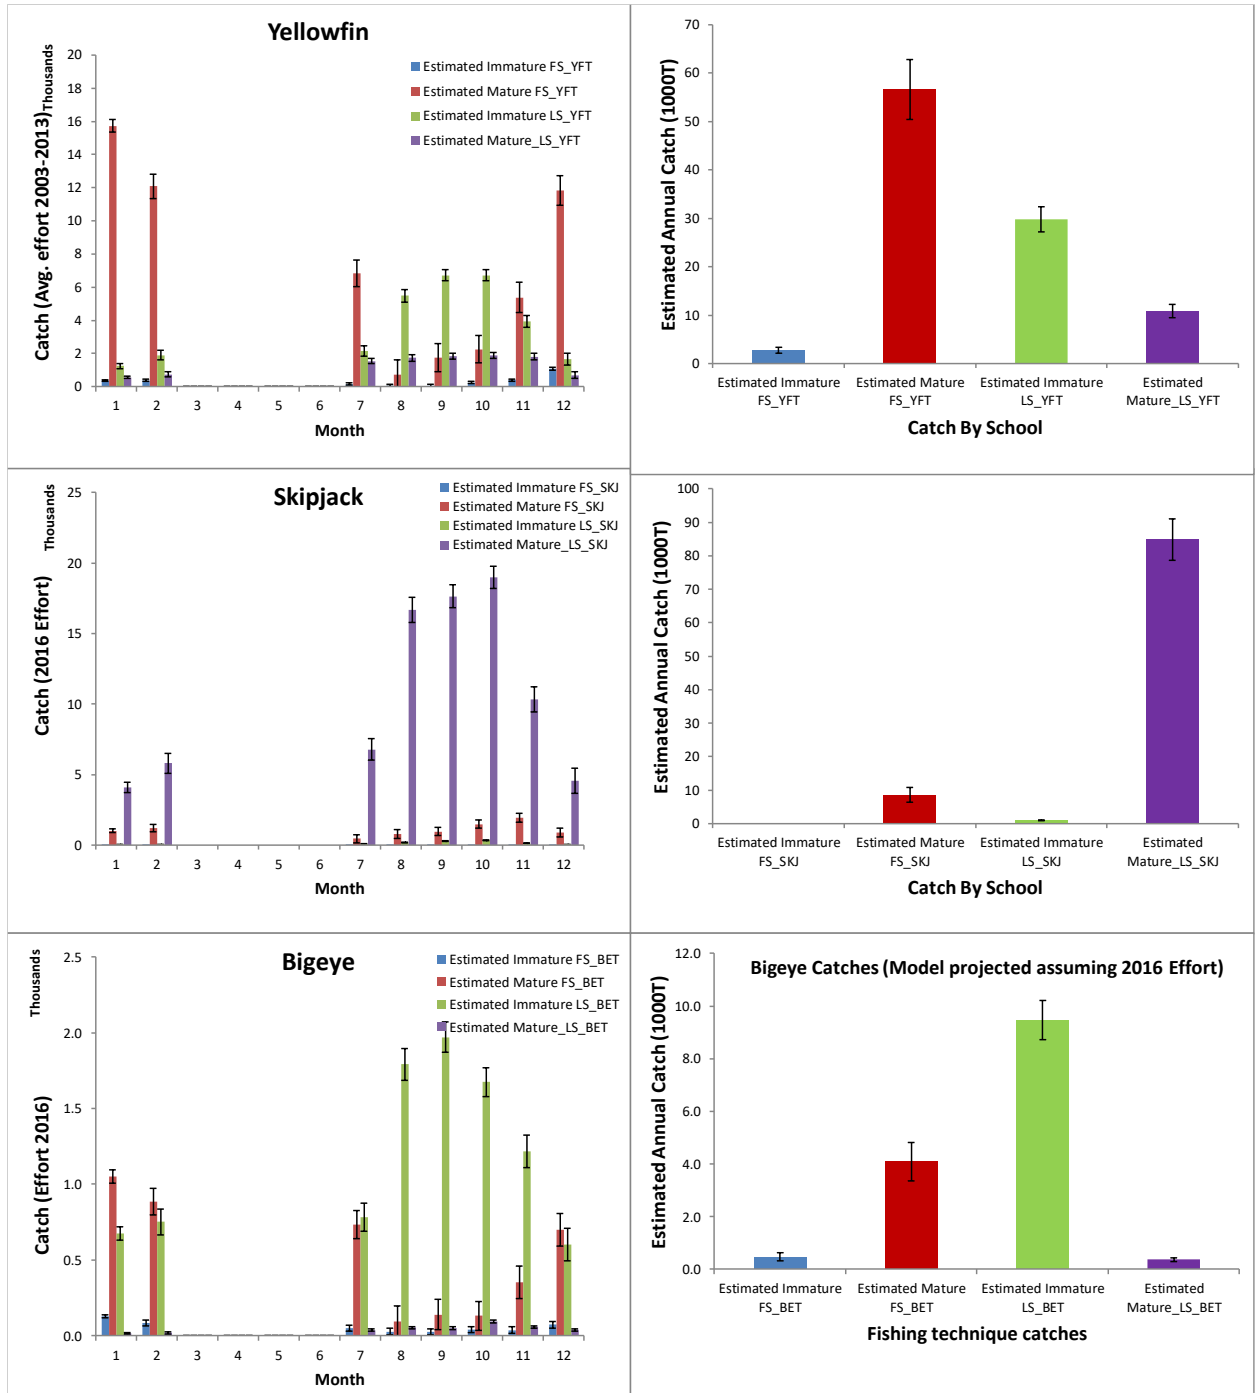 Yellowfin
Thousands
Catch (Avg. effort 2003-2013)
20
18
16
14
12
10
8
6
4
2
0
Estimated Immature FS_YFT
Estimated Mature FS_YFT
Estimated Immature LS_YFT
Estimated Mature_LS_YFT
1 2 3 4 5 6 7 8 9 10 11 12
Month
Estimated Annual Catch (1000T)
70
60
50
40
30
20
10
0
Estimated Immature FS_YFT
Estimated Mature FS_YFT
Estimated Immature LS_YFT
Estimated Mature_LS_YFT
Catch By School
Skipjack
Thousands
Catch (2016 Effort)
25
20
15
10
5
0
Estimated Immature FS_SKJ
Estimated Mature FS_SKJ
Estimated Immature LS_SKJ
Estimated Mature_LS_SKJ
1 2 3 4 5 6 7 8 9 10 11 12
Month
Estimated Annual Catch (1000T)
100
90
80
70
60
50
40
30
20
10
0
Estimated Immature FS_SKJ
Estimated Mature FS_SKJ
Estimated Immature LS_SKJ
Estimated Mature_LS_SKJ
Catch By School
Bigeye
Thousands
Catch (Effort 2016)
2.5
2.0
1.5
1.0
0.5
0.0
Estimated Immature FS_BET
Estimated Mature FS_BET
Estimated Immature LS_BET
Estimated Mature_LS_BET
1 2 3 4 5 6 7 8 9 10 11 12
Month
Bigeye Catches (Model projected assuming 2016 Effort)
Estimated Annual Catch (1000T)
12.0
10.0
8.0
6.0
4.0
2.0
0.0
Estimated Immature FS_BET
Estimated Mature FS_BET
Estimated Immature LS_BET
Estimated Mature_LS_BET
Fishing technique catches